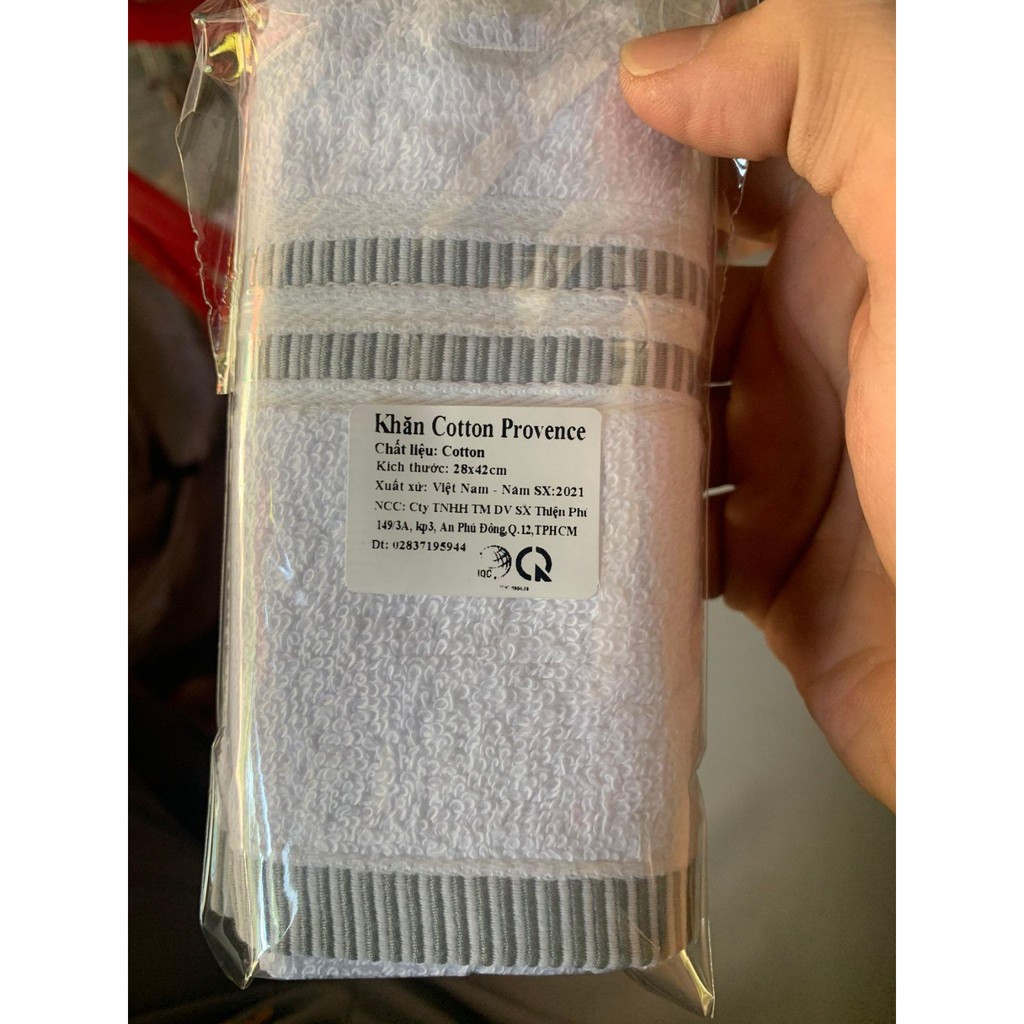 Khăn Cotton Provence
Chất liệu: Cotton
Kích thước: 28x42cm
Xuất xứ: Việt Nam - Năm SX:2021
NCC: Cty TNHH TM DV SX Thiện Phú
149/3A, kp3, An Phú Đông,Q.12,TPHCM
Dt: 02837195944
IQC